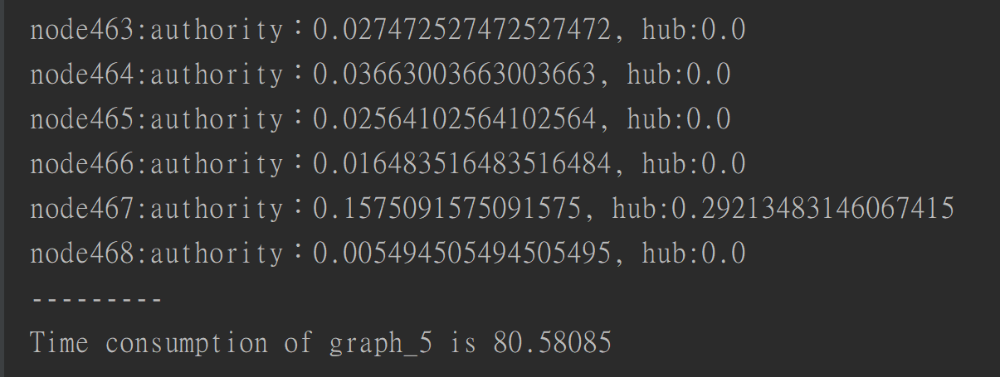 node463:authority：0.027472527472527472, hub:0.0
node464:authority：0.03663003663003663, hub:0.0
node465:authority：0.02564102564102564, hub:0.0
node466:authority：0.016483516483516484, hub:0.0
node467:authority：0.1575091575091575, hub:0.29213483146067415
node468:authority：0.005494505494505495, hub:0.0
---------
Time consumption of graph_5 is 80.58085